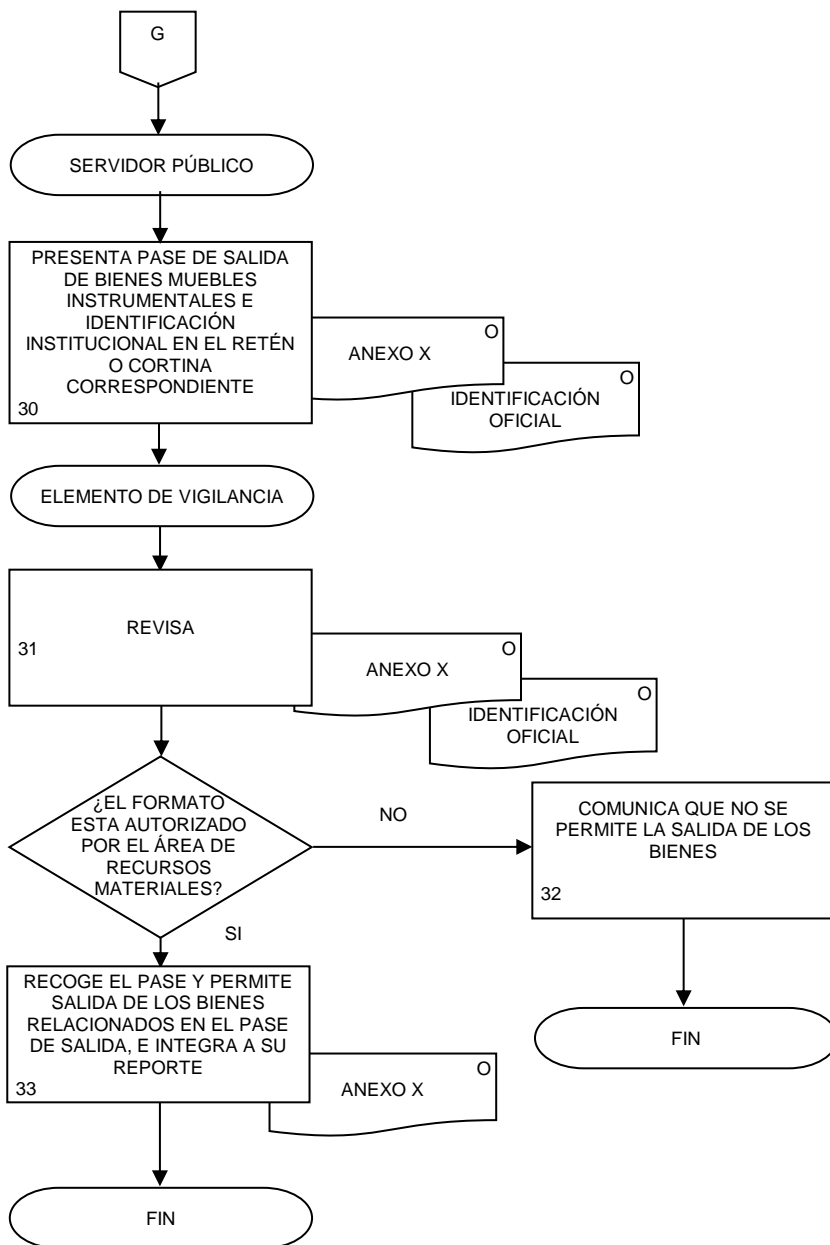 G
SERVIDOR PÚBLICO
PRESENTA PASE DE SALIDA
DE BIENES MUEBLES
INSTRUMENTALES E
IDENTIFICACIÓN
INSTITUCIONAL EN EL RETÉN
O CORTINA
CORRESPONDIENTE
30
O
ANEXO X
O
IDENTIFICACIÓN
OFICIAL
ELEMENTO DE VIGILANCIA
REVISA
31
O
ANEXO X
O
IDENTIFICACIÓN
OFICIAL
¿EL FORMATO
ESTA AUTORIZADO
POR EL ÁREA DE
RECURSOS
MATERIALES?
NO
COMUNICA QUE NO SE
PERMITE LA SALIDA DE LOS
BIENES
32
FIN
SI
RECOGE EL PASE Y PERMITE
SALIDA DE LOS BIENES
RELACIONADOS EN EL PASE
DE SALIDA, E INTEGRA A SU
REPORTE
33
O
ANEXO X
FIN